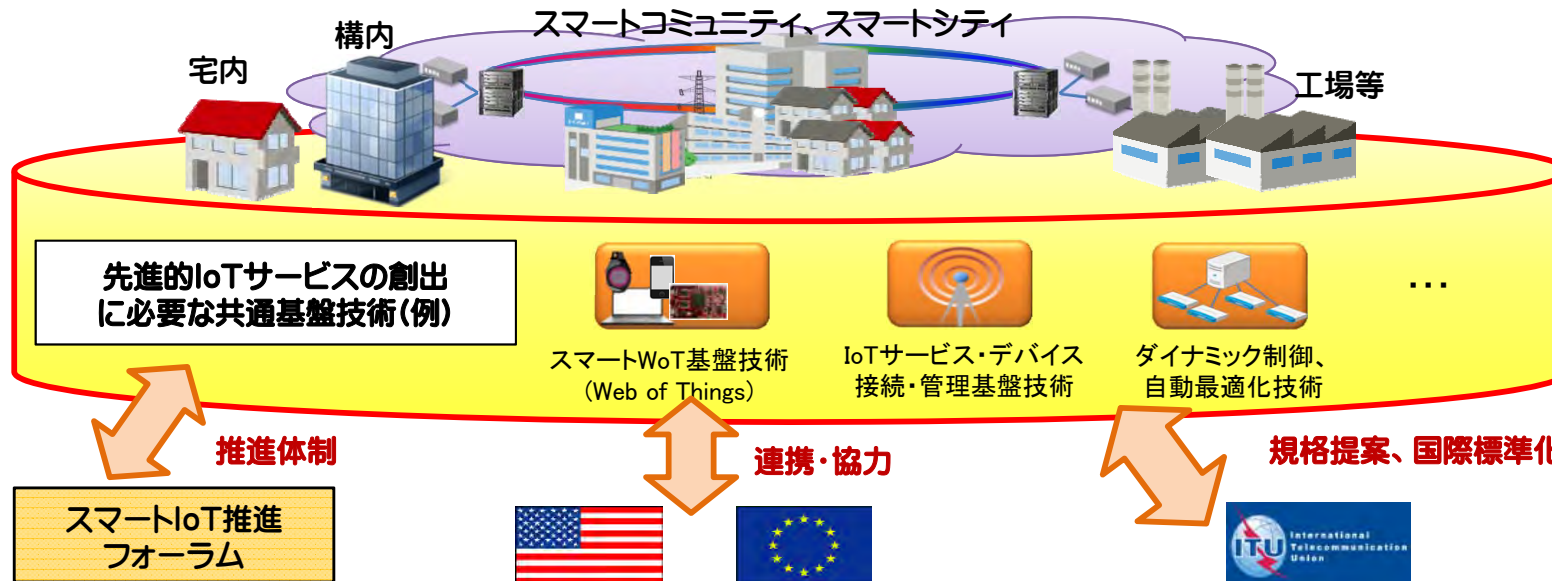 スマートコミュニティ、スマートシティ
構内
宅内
工場等
先進的IoTサービスの創出
に必要な共通基盤技術(例)
スマートWoT基盤技術
(Web of Things)
IoTサービス・デバイス
接続・管理基盤技術
ダイナミック制御、
自動最適化技術
…
推進体制
連携・協力
規格提案、国際標準化
スマートIoT推進
フォーラム
ITU
International
Telecommunication
Union